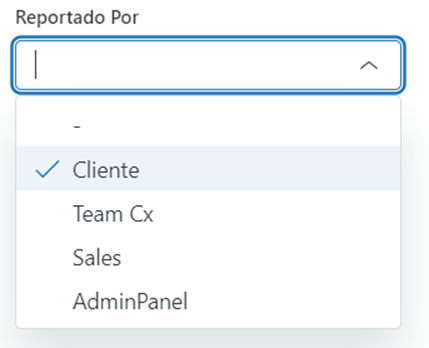 Reportado Por
-
Cliente
Team Cx
Sales
AdminPanel